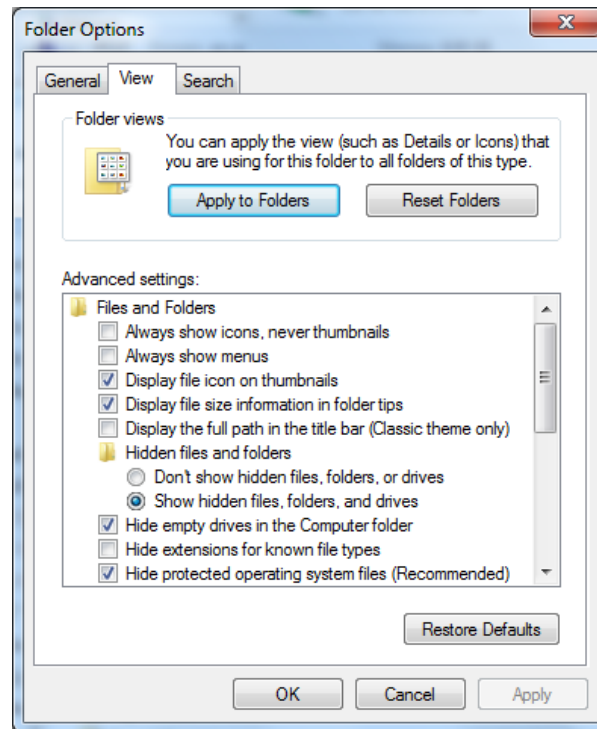 Folder Options
General
View
Search
Folder views
You can apply the view (such as Details or Icons) that
you are using for this folder to all folders of this type.
Apply to Folders
Reset Folders
Advanced settings:
Files and Folders
Always show icons, never thumbnails
Always show menus
Display file icon on thumbnails
Display file size information in folder tips
Display the full path in the title bar (Classic theme only)
Hidden files and folders
Don't show hidden files, folders, or drives
Show hidden files, folders, and drives
Hide empty drives in the Computer folder
Hide extensions for known file types
Hide protected operating system files (Recommended)
Restore Defaults
OK
Cancel
Apply